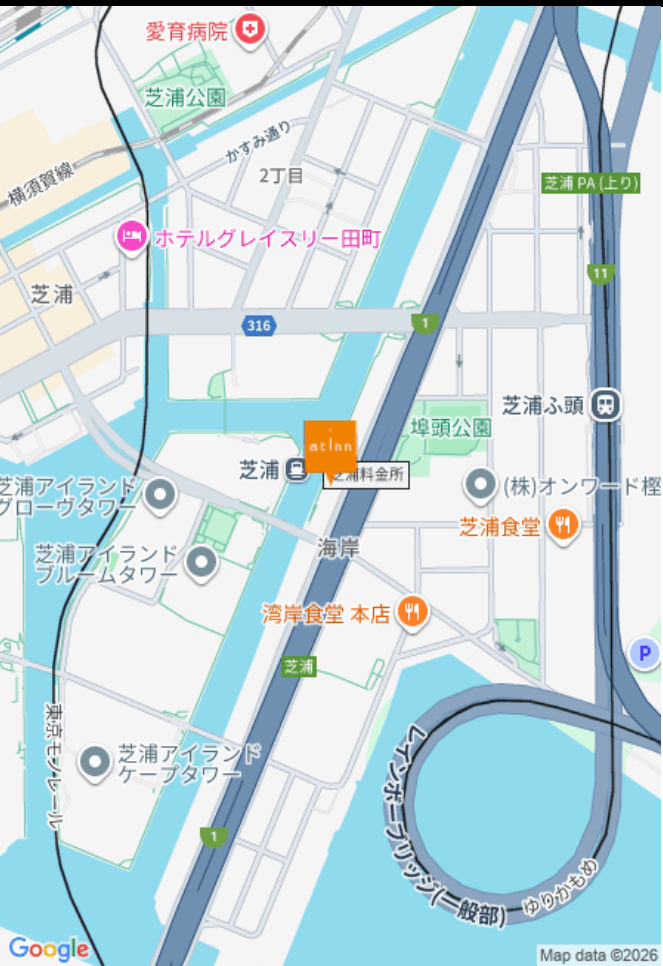 愛育病院
芝浦公園
かすみ通り
横須賀線
2丁目
芝浦 PA (上り)
ホテルグレイスリー田町
11
芝浦
316
1
芝浦ふ頭
埠頭公園
at inn
芝浦
芝浦料金所
芝浦アイランド
グローヴタワー
(株)オンワード樫
芝浦食堂
海岸
芝浦アイランド
ブルームタワー
湾岸食堂 本店
P
芝浦
東京モノレール
芝浦アイランド
ケープタワー
レインボーブリッジ(一般部)
1
ゆりかもめ
Google
Map data ©2026